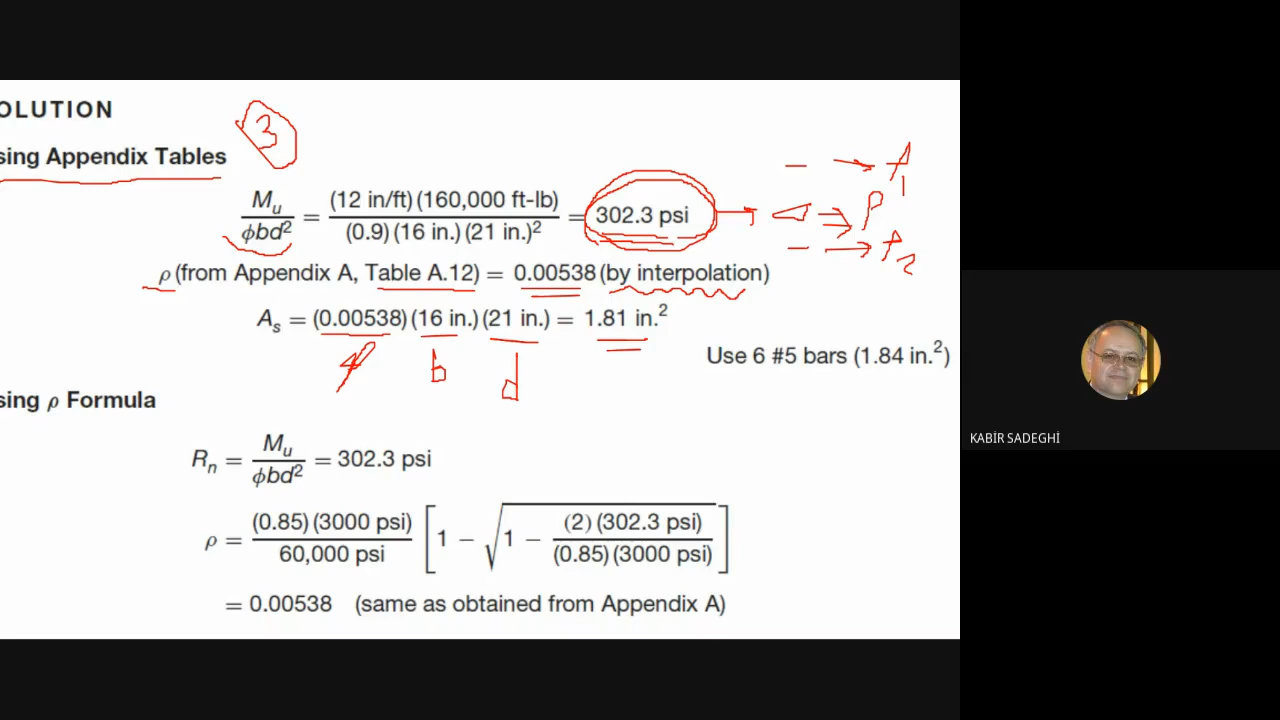 OLUTION
3
sing Appendix Tables
Mu/ϕbd² = (12 in/ft)(160,000 ft-lb)/(0.9)(16 in.)(21 in.)² = 302.3 psi
ρ (from Appendix A, Table A.12) = 0.00538 (by interpolation)
As = (0.00538)(16 in.)(21 in.) = 1.81 in.²
b d
Use 6 #5 bars (1.84 in.²)
sing ρ Formula
Rn = Mu/ϕbd² = 302.3 psi
ρ = (0.85)(3000 psi)/60,000 psi [1 − √(1 − (2)(302.3 psi)/(0.85)(3000 psi))]
= 0.00538 (same as obtained from Appendix A)
KABİR SADEGHİ